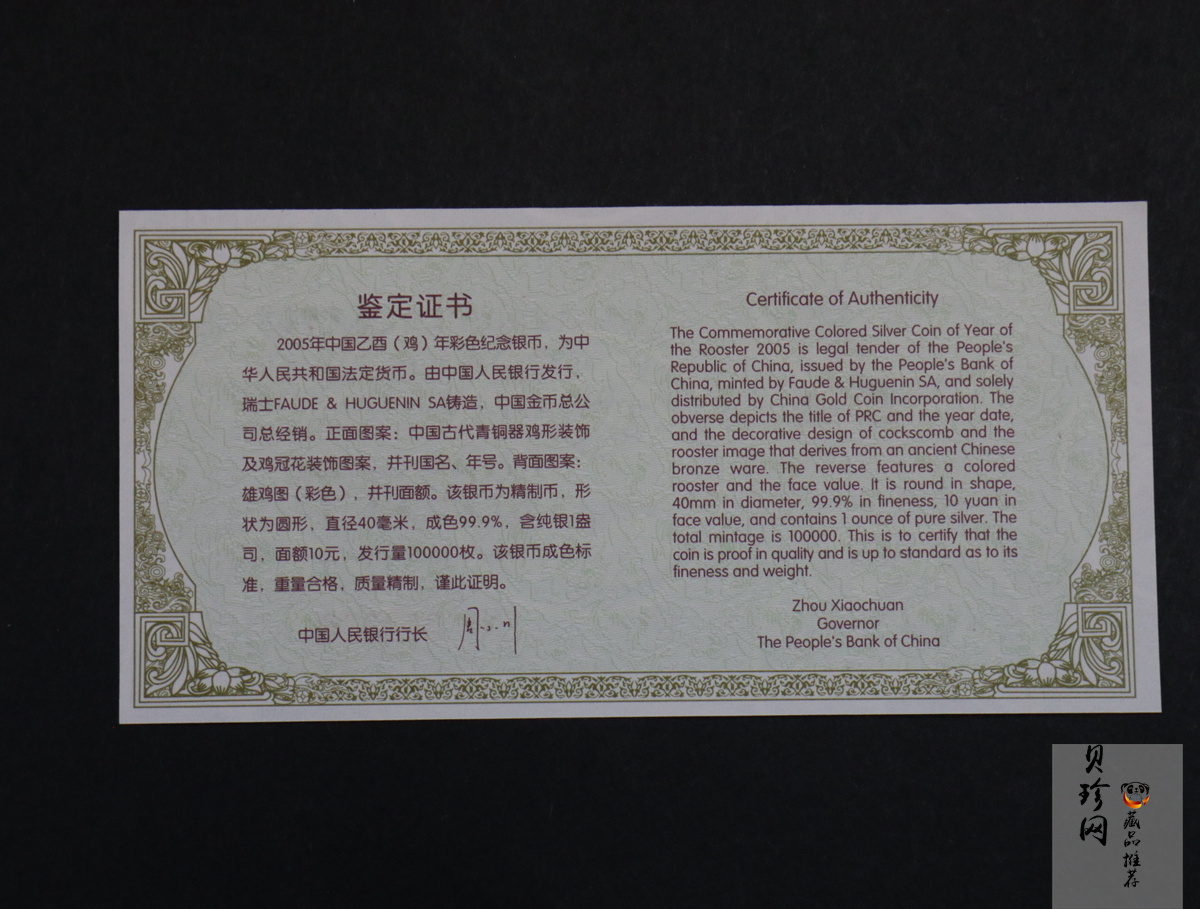 鉴定证书
2005年中国乙酉（鸡）年彩色纪念银币，为中
华人民共和国法定货币。由中国人民银行发行，
瑞士FAUDE & HUGUENIN SA铸造，中国金币总公
司总经销。正面图案：中国古代青铜器鸡形装饰
及鸡冠花装饰图案，并刊国名、年号。背面图案：
雄鸡图（彩色），并刊面额。该银币为精制币，形
状为圆形，直径40毫米，成色99.9%，含纯银1盎
司，面额10元，发行量100000枚。该银币成色标
准，重量合格，质量精制，谨此证明。
中国人民银行行长
Certificate of Authenticity
The Commemorative Colored Silver Coin of Year of
the Rooster 2005 is legal tender of the People's
Republic of China, issued by the People's Bank of
China, minted by Faude & Huguenin SA, and solely
distributed by China Gold Coin Incorporation. The
obverse depicts the title of PRC and the year date,
and the decorative design of cockscomb and the
rooster image that derives from an ancient Chinese
bronze ware. The reverse features a colored
rooster and the face value. It is round in shape,
40mm in diameter, 99.9% in fineness, 10 yuan in
face value, and contains 1 ounce of pure silver. The
total mintage is 100000. This is to certify that the
coin is proof in quality and is up to standard as to its
fineness and weight.
Zhou Xiaochuan
Governor
The People's Bank of China
贝珍网
藏品推荐